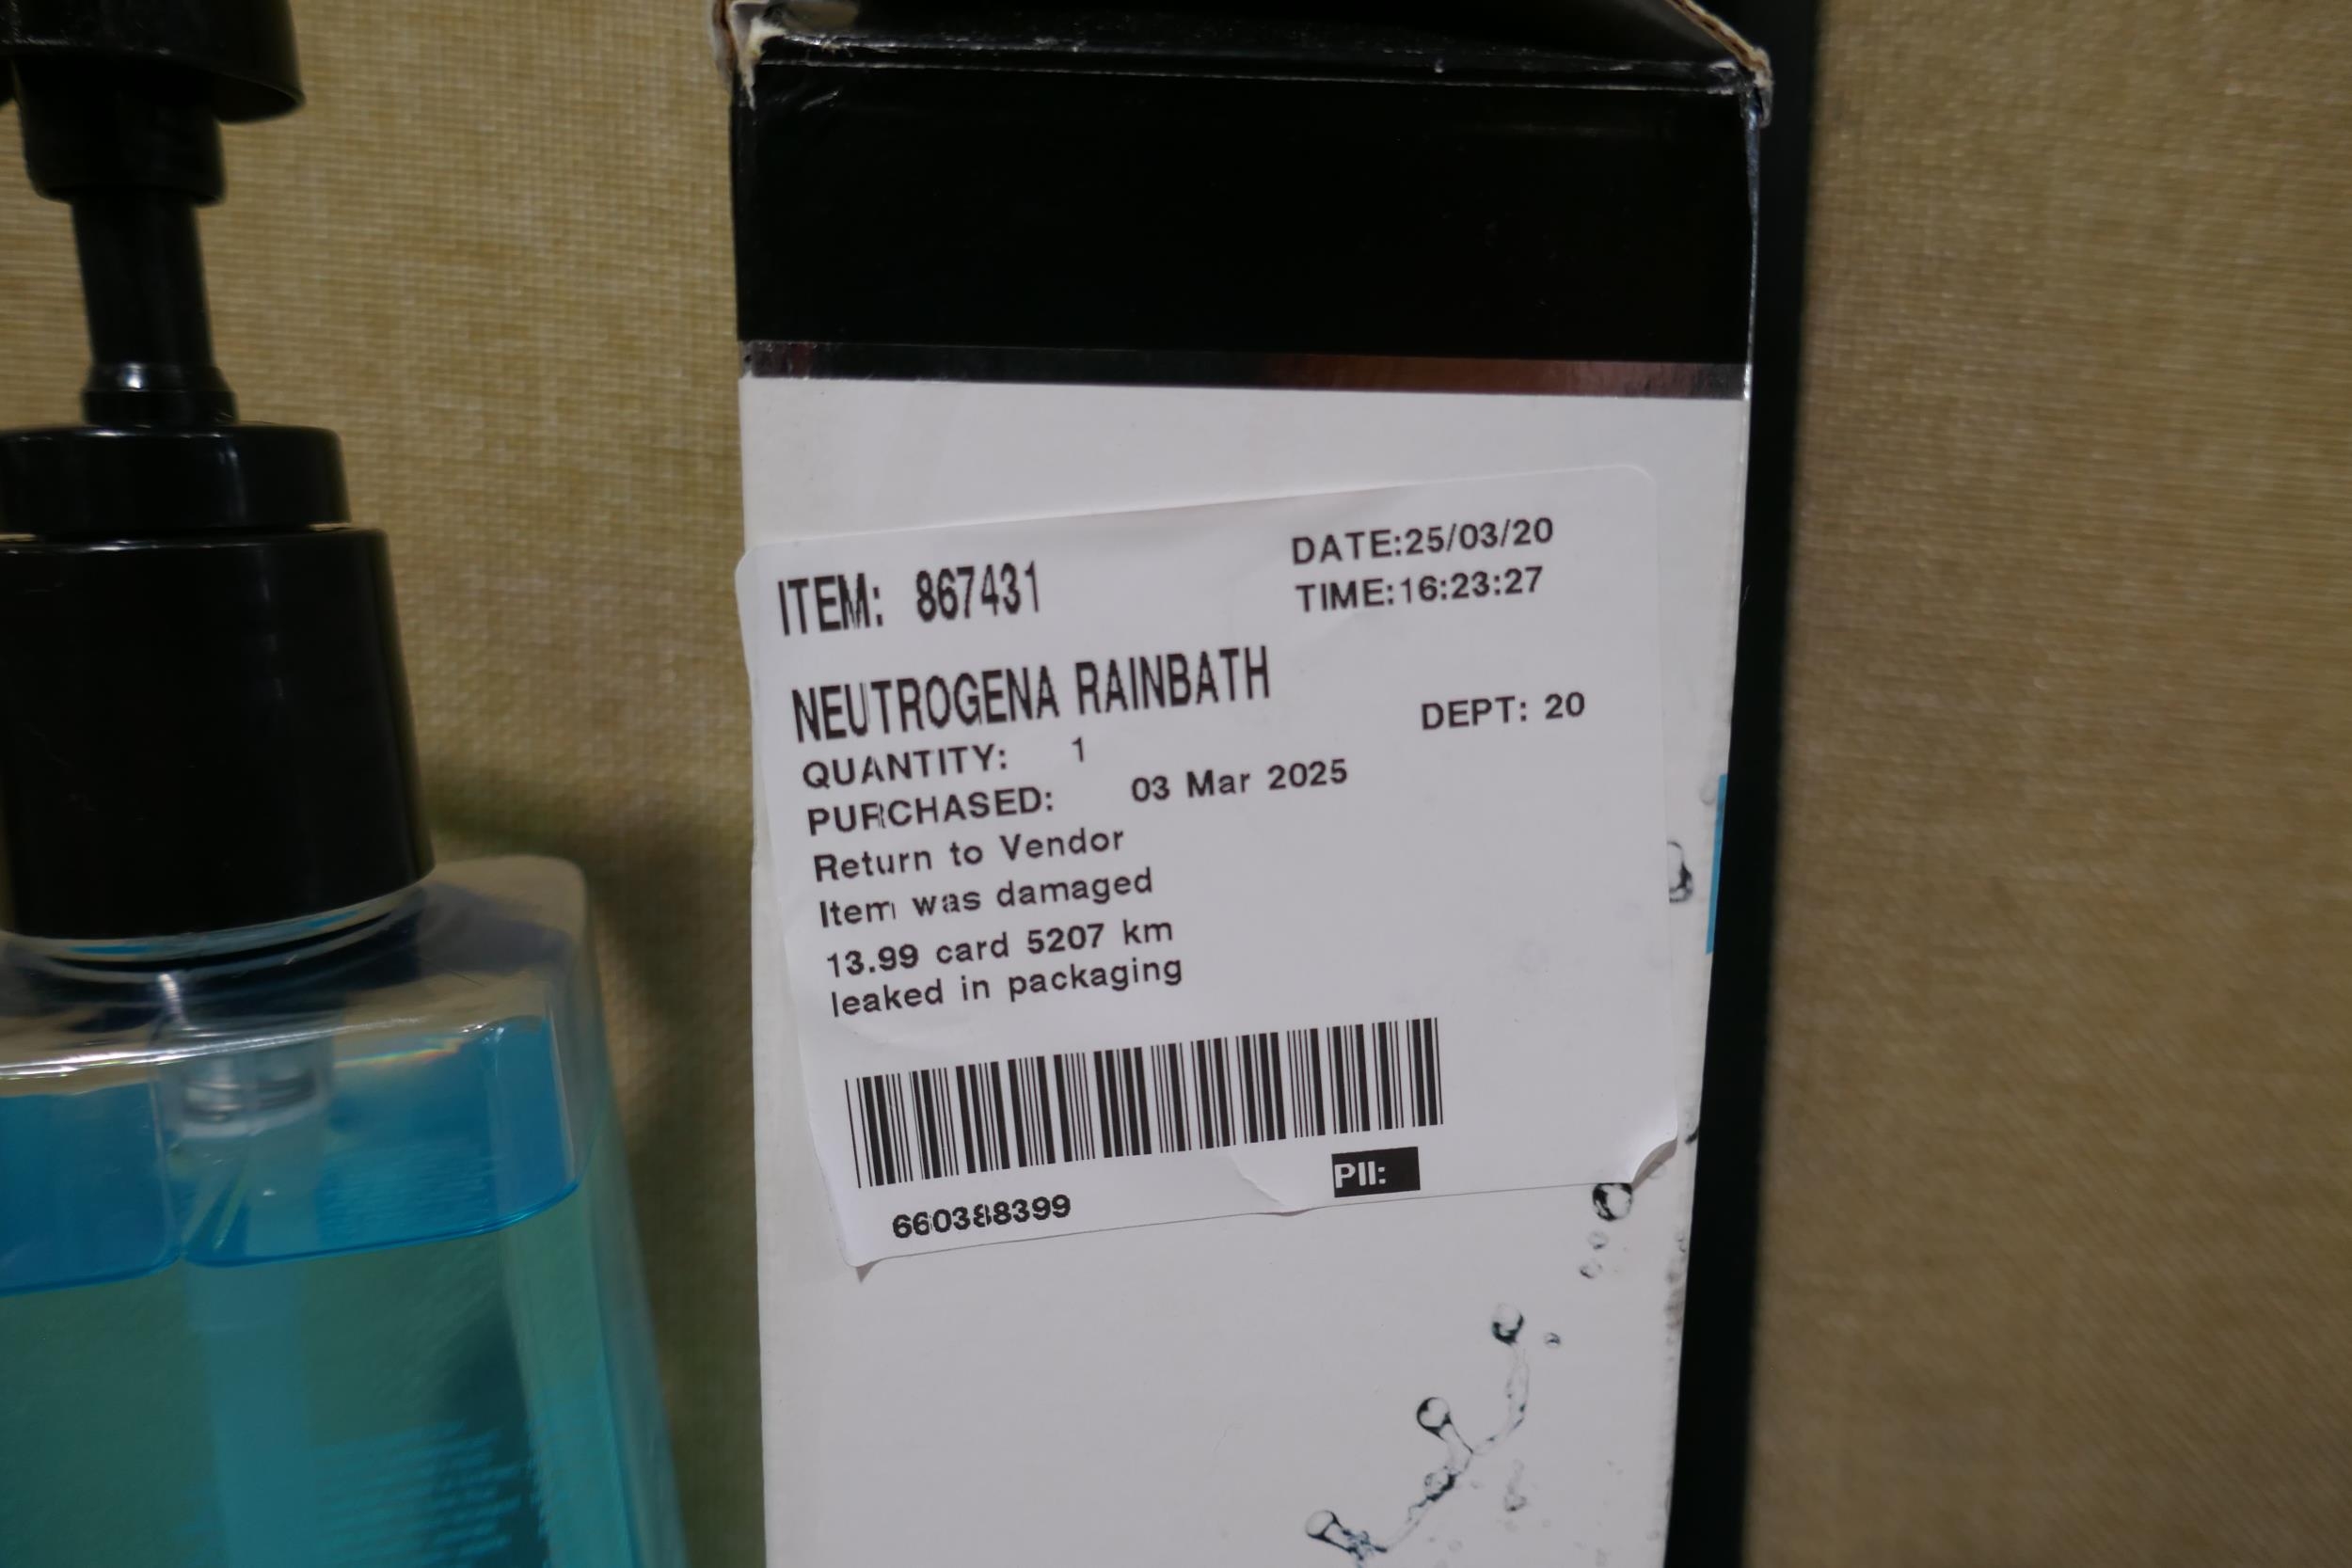 ITEM: 867431
DATE:25/03/20
TIME:16:23:27
NEUTROGENA RAINBATH
DEPT: 20
QUANTITY: 1
PURCHASED: 03 Mar 2025
Return to Vendor
Item was damaged
13.99 card 5207 km
leaked in packaging
660388399
PII: